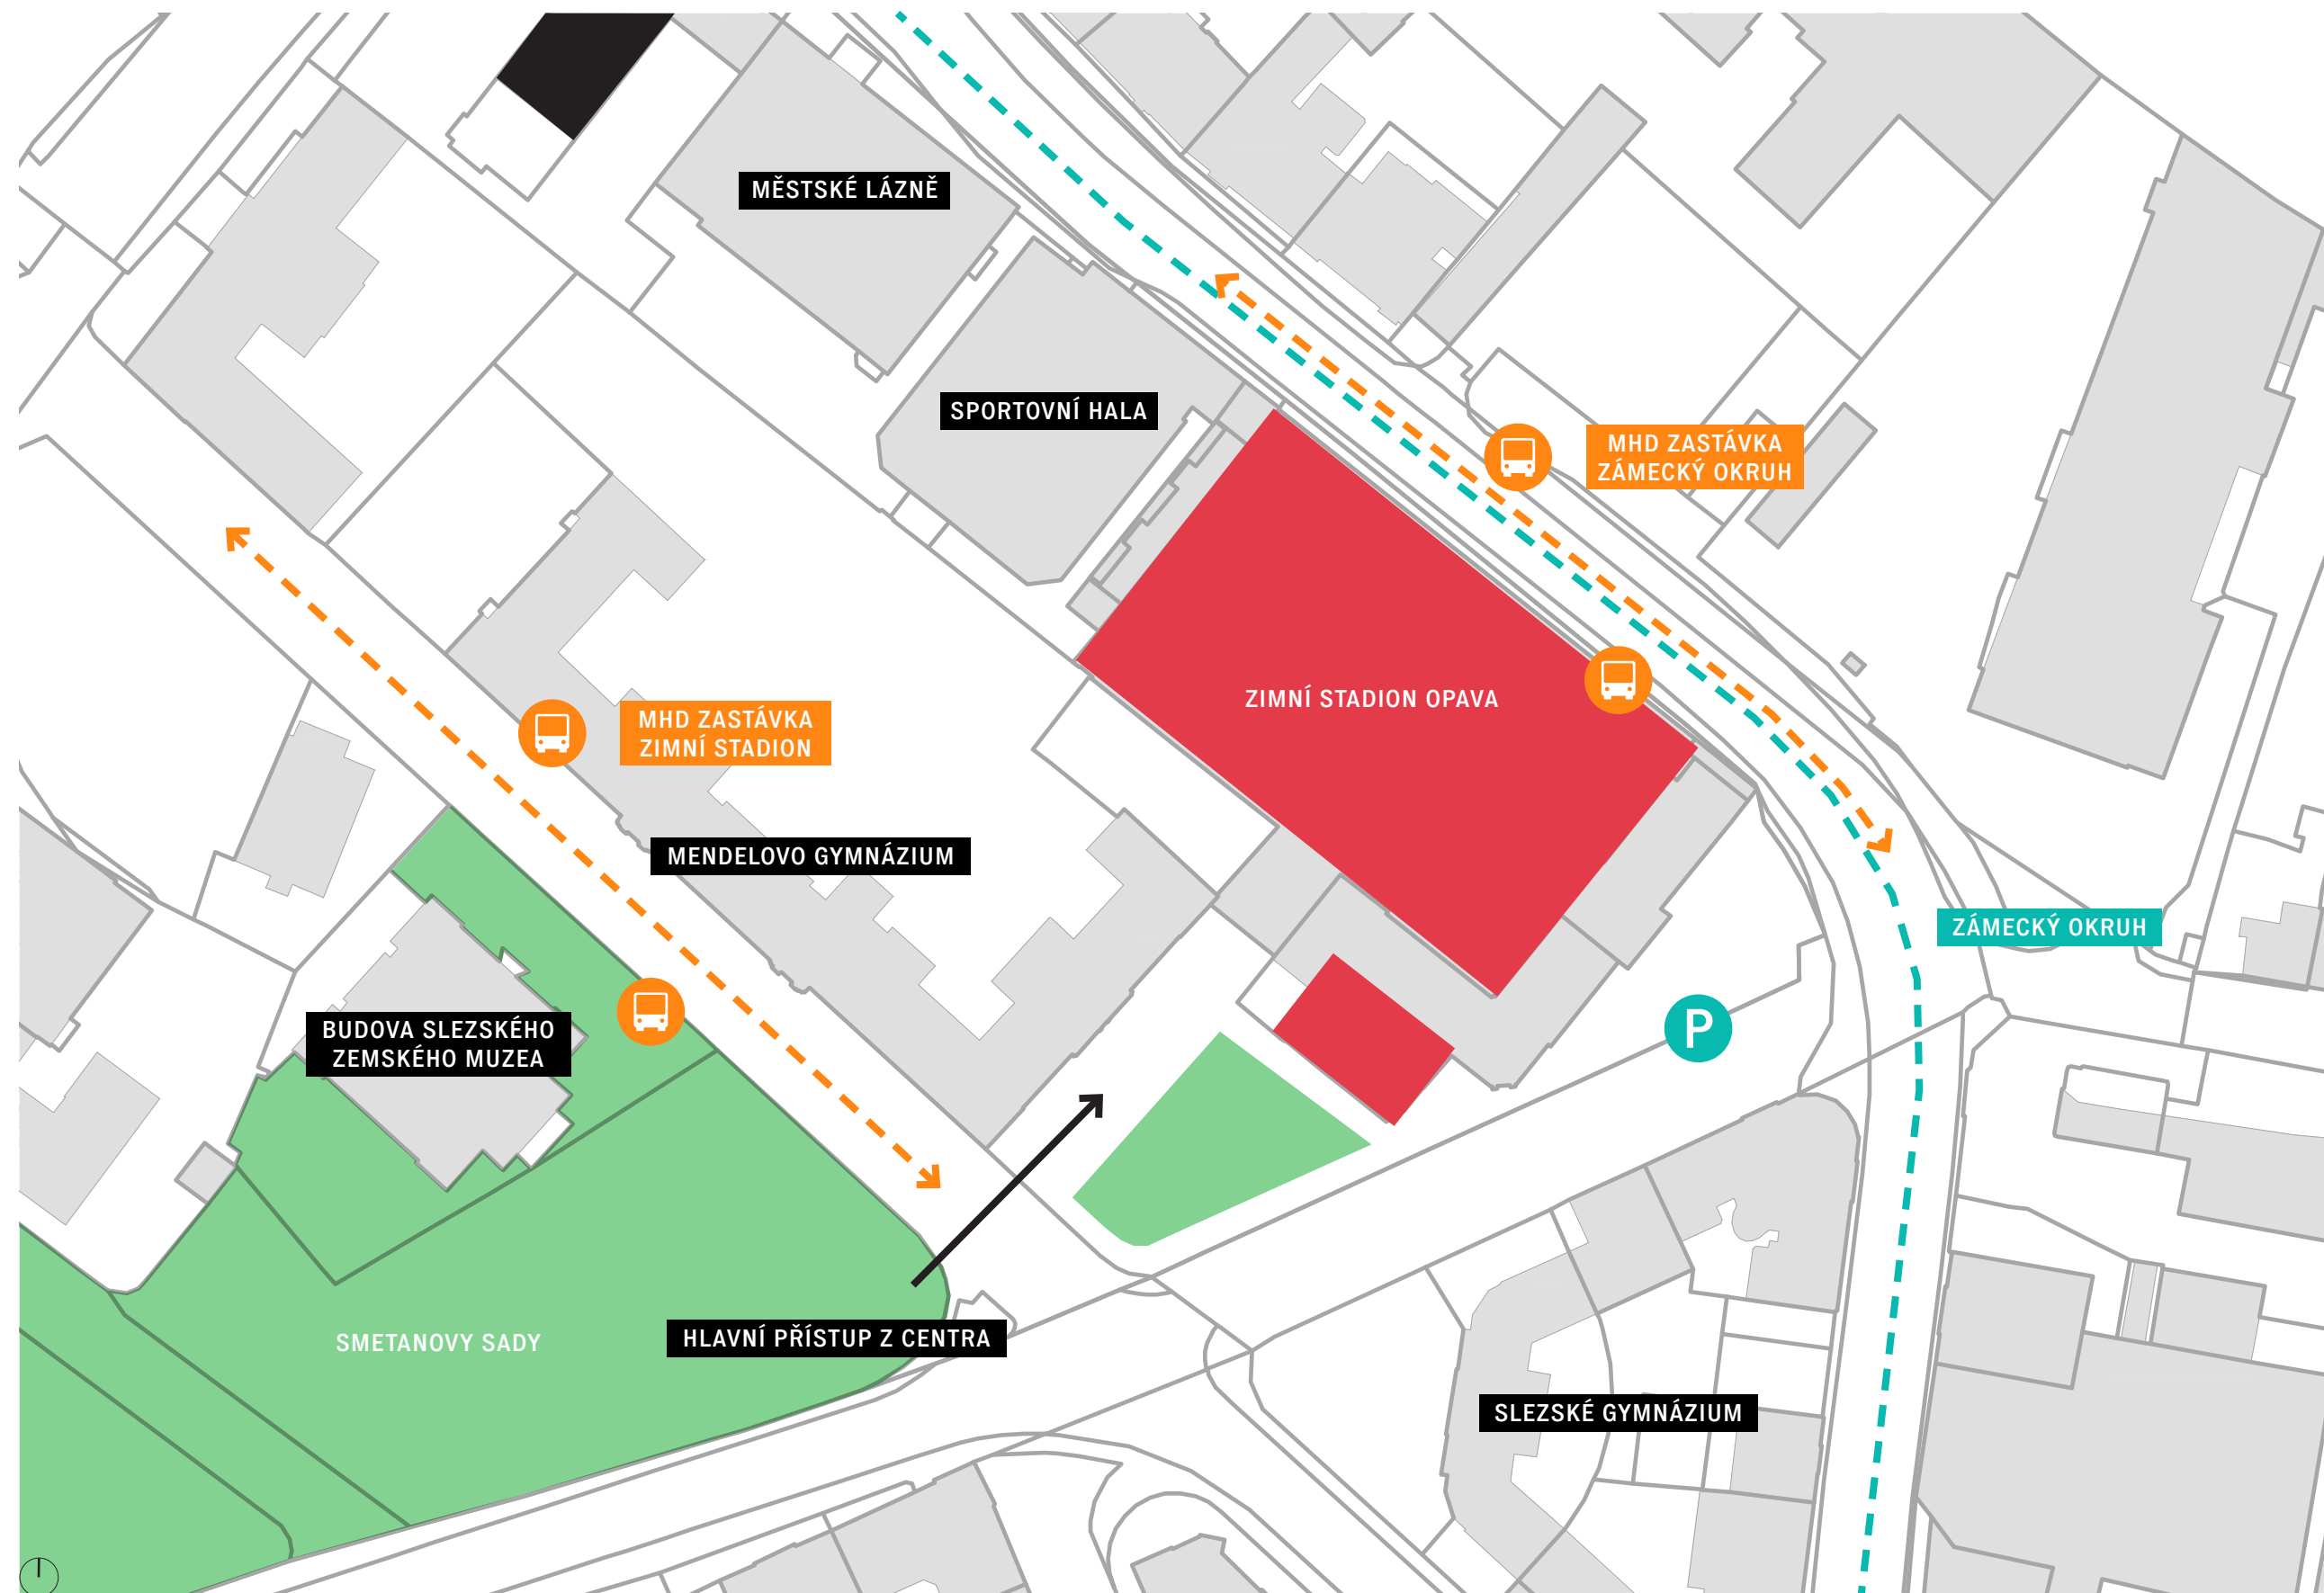 MĚSTSKÉ LÁZNĚ
SPORTOVNÍ HALA
MHD ZASTÁVKA
ZÁMECKÝ OKRUH
ZIMNÍ STADION OPAVA
MHD ZASTÁVKA
ZIMNÍ STADION
MENDELOVO GYMNÁZIUM
ZÁMECKÝ OKRUH
BUDOVA SLEZSKÉHO
ZEMSKÉHO MUZEA
P
SMETANOVY SADY
HLAVNÍ PŘÍSTUP Z CENTRA
SLEZSKÉ GYMNÁZIUM